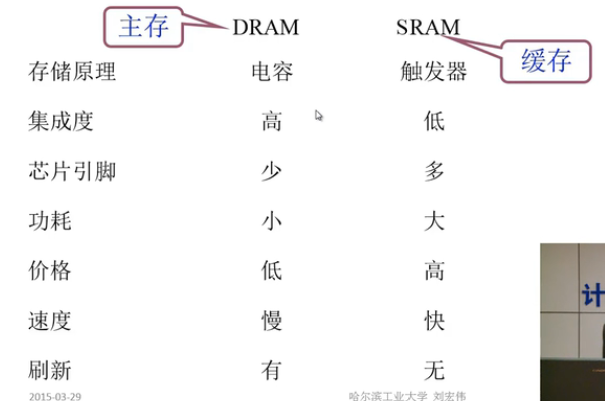 主存 DRAM SRAM
缓存
存储原理 电容 触发器
集成度 高 低
芯片引脚 少 多
功耗 小 大
价格 低 高
速度 慢 快
刷新 有 无
计
2015-03-29 哈尔滨工业大学 刘宏伟